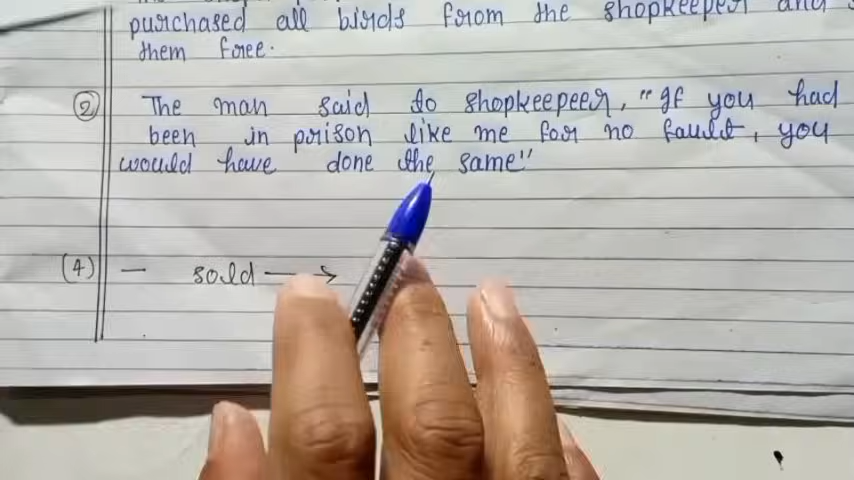 purchased all birds from the shopkeeper and
them free.
(2) The man said to shopkeepeer, "If you had
been in prison like me for no fault, you
would have done the same"
(4) — sold →